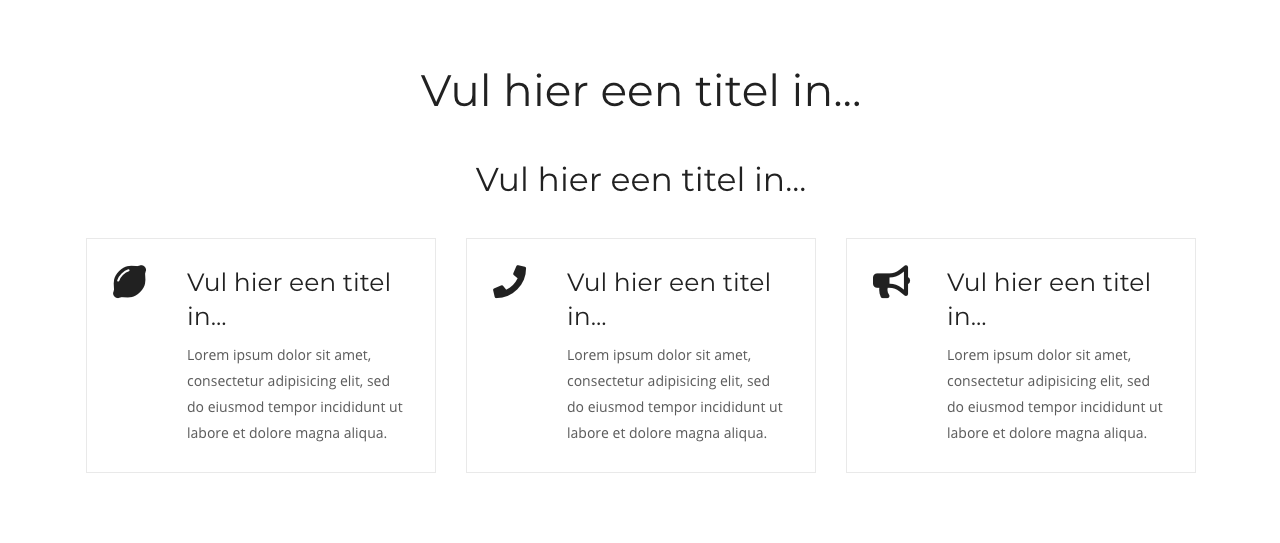 Vul hier een titel in...
Vul hier een titel in...
Vul hier een titel
in...
Lorem ipsum dolor sit amet,
consectetur adipisicing elit, sed
do eiusmod tempor incididunt ut
labore et dolore magna aliqua.
Vul hier een titel
in...
Lorem ipsum dolor sit amet,
consectetur adipisicing elit, sed
do eiusmod tempor incididunt ut
labore et dolore magna aliqua.
Vul hier een titel
in...
Lorem ipsum dolor sit amet,
consectetur adipisicing elit, sed
do eiusmod tempor incididunt ut
labore et dolore magna aliqua.